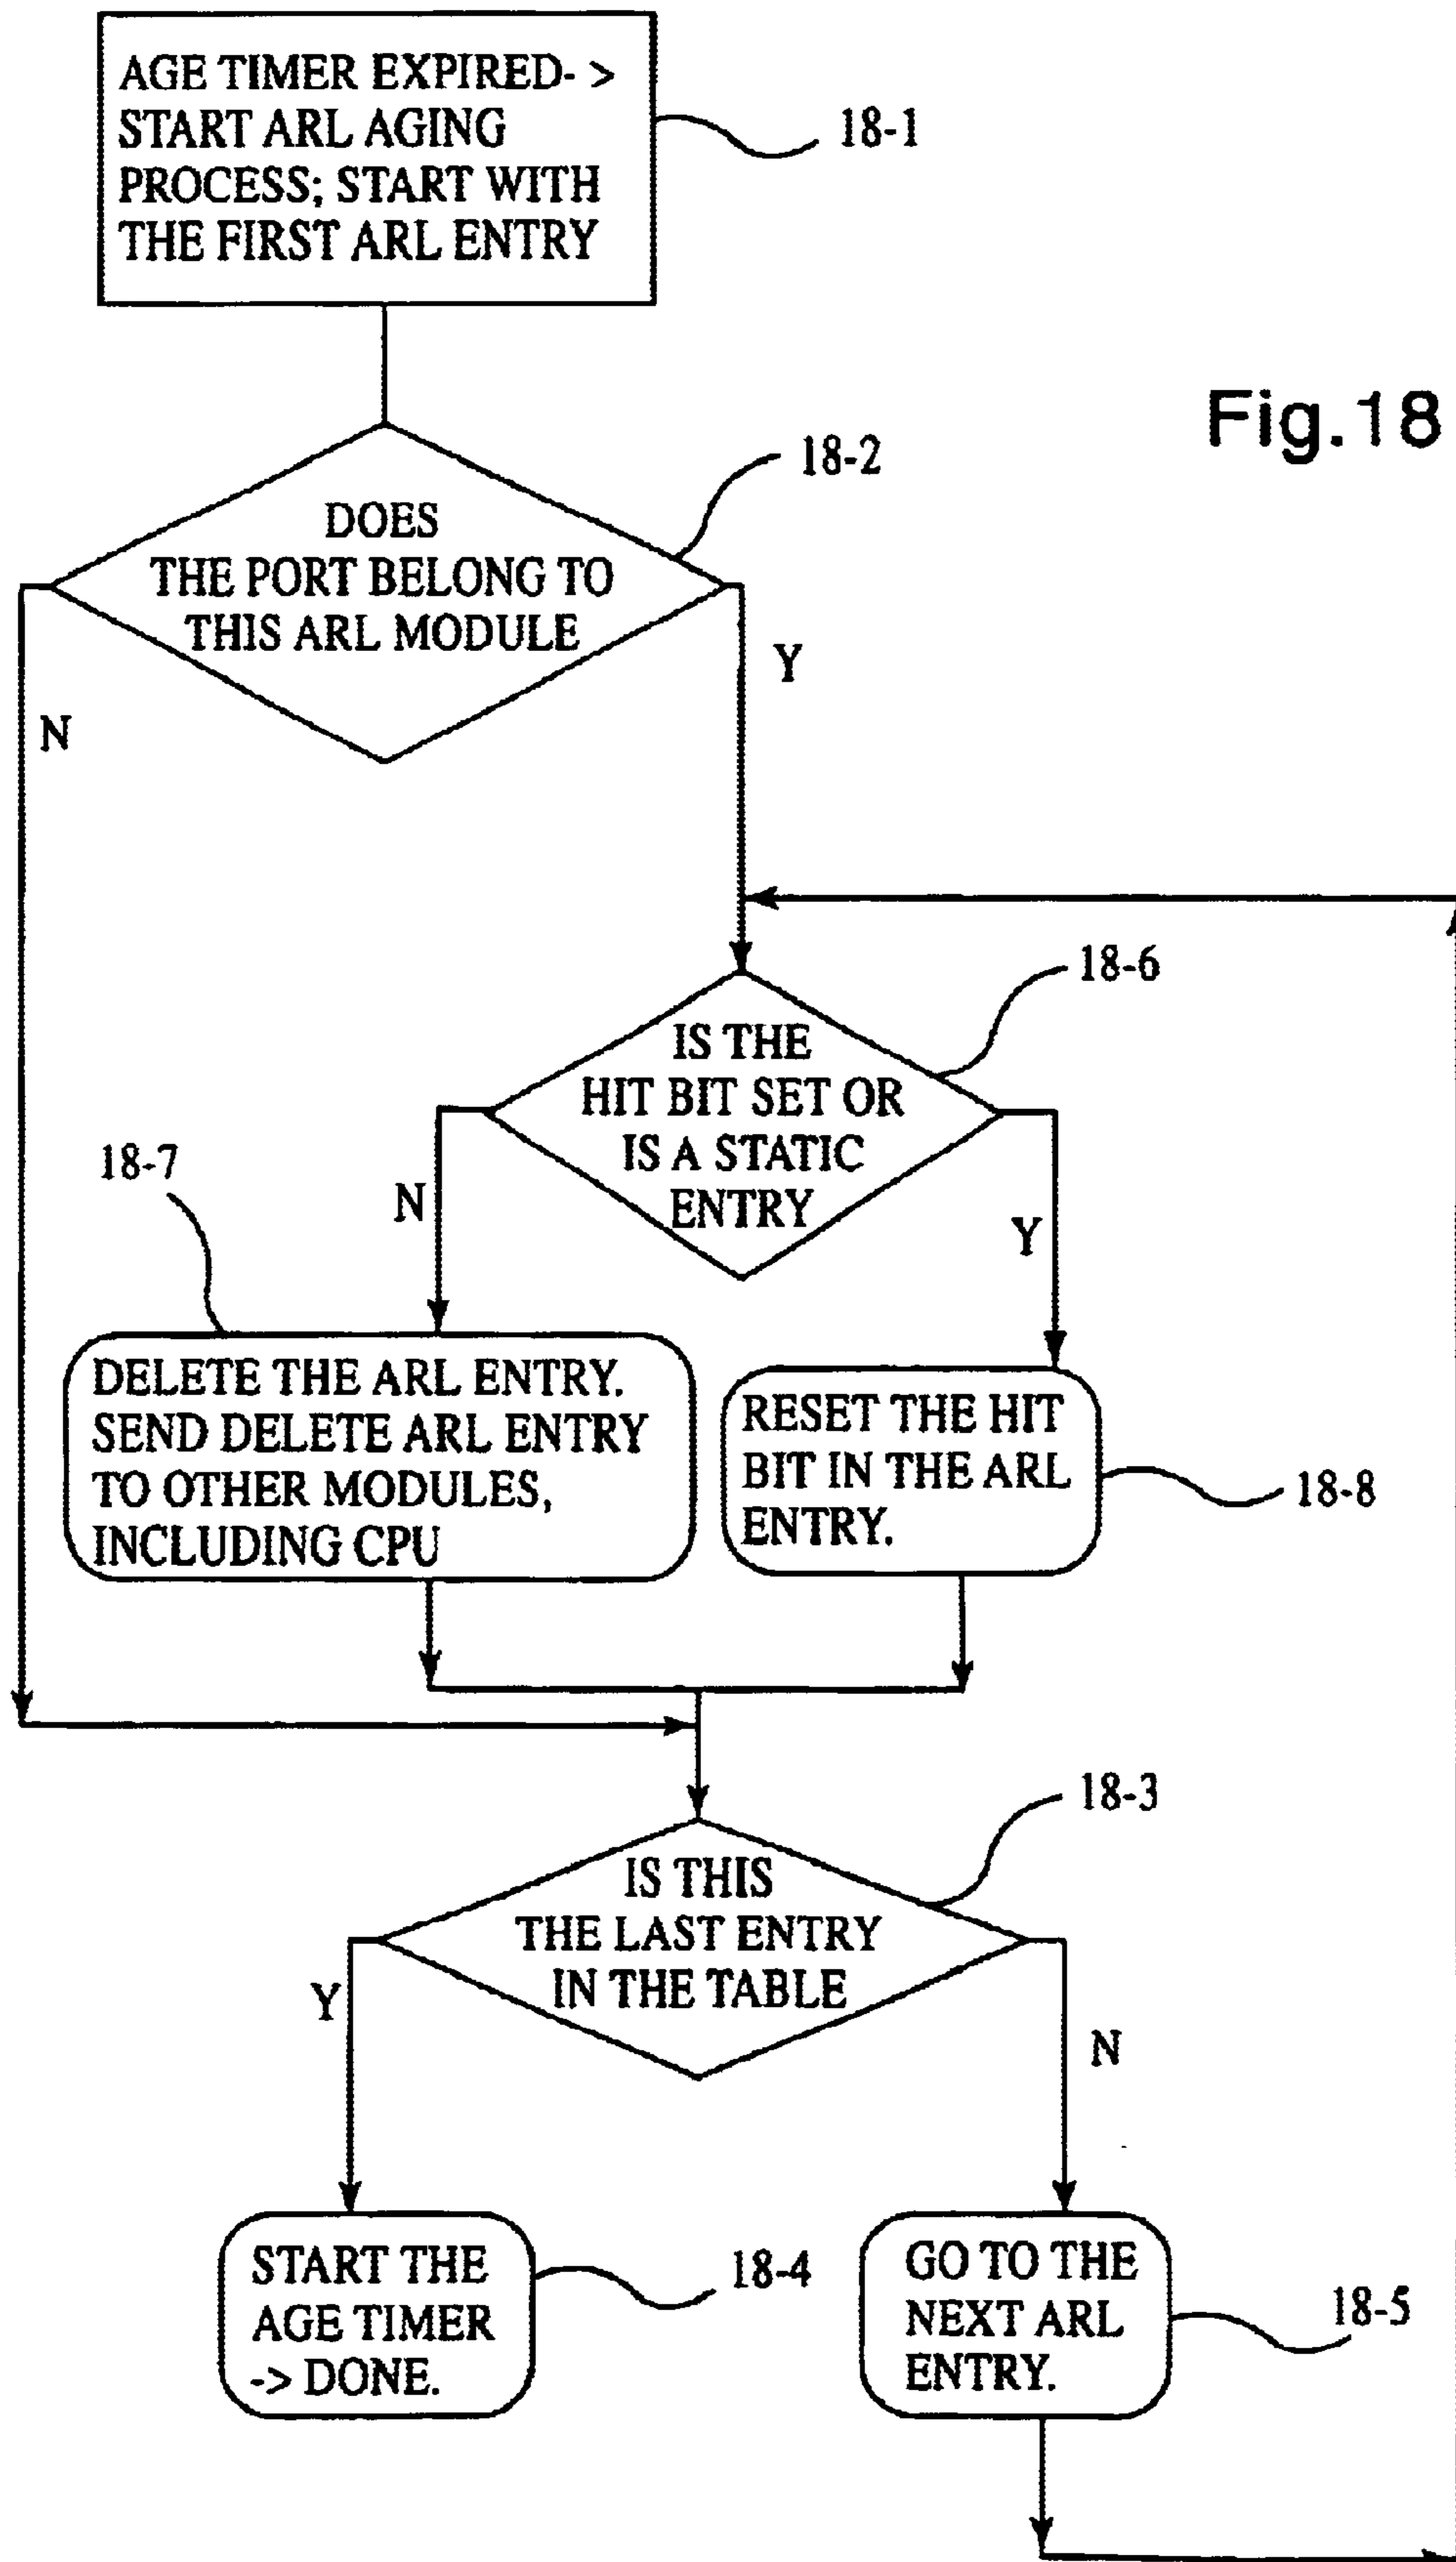 AGE TIMER EXPIRED- >
START ARL AGING
PROCESS; START WITH
THE FIRST ARL ENTRY
18-1
Fig.18
18-2
DOES
THE PORT BELONG TO
THIS ARL MODULE
Y
N
18-6
IS THE
HIT BIT SET OR
IS A STATIC
ENTRY
18-7
N
Y
DELETE THE ARL ENTRY.
SEND DELETE ARL ENTRY
TO OTHER MODULES,
INCLUDING CPU
RESET THE HIT
BIT IN THE ARL
ENTRY.
18-8
18-3
IS THIS
THE LAST ENTRY
IN THE TABLE
Y
N
START THE
AGE TIMER
-> DONE.
18-4
GO TO THE
NEXT ARL
ENTRY.
18-5